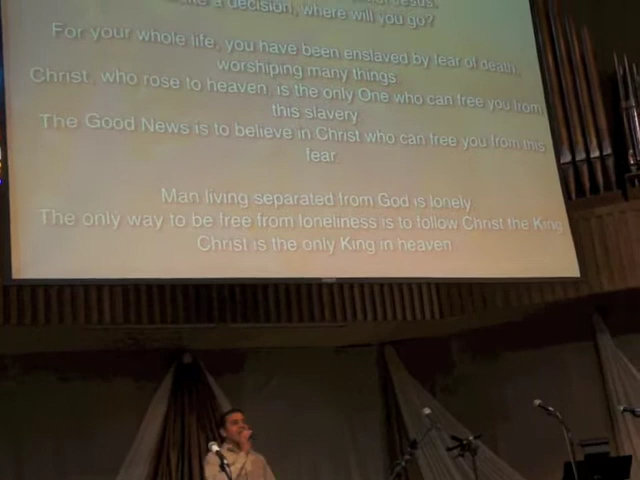 Jesus.
a decision, where will you go?
For your whole life, you have been enslaved by fear of death,
worshiping many things
Christ, who rose to heaven, is the only One who can free you from
this slavery
The Good News is to believe in Christ who can free you from this
fear
Man living separated from God is lonely
The only way to be free from loneliness is to follow Christ the King
Christ is the only King in heaven